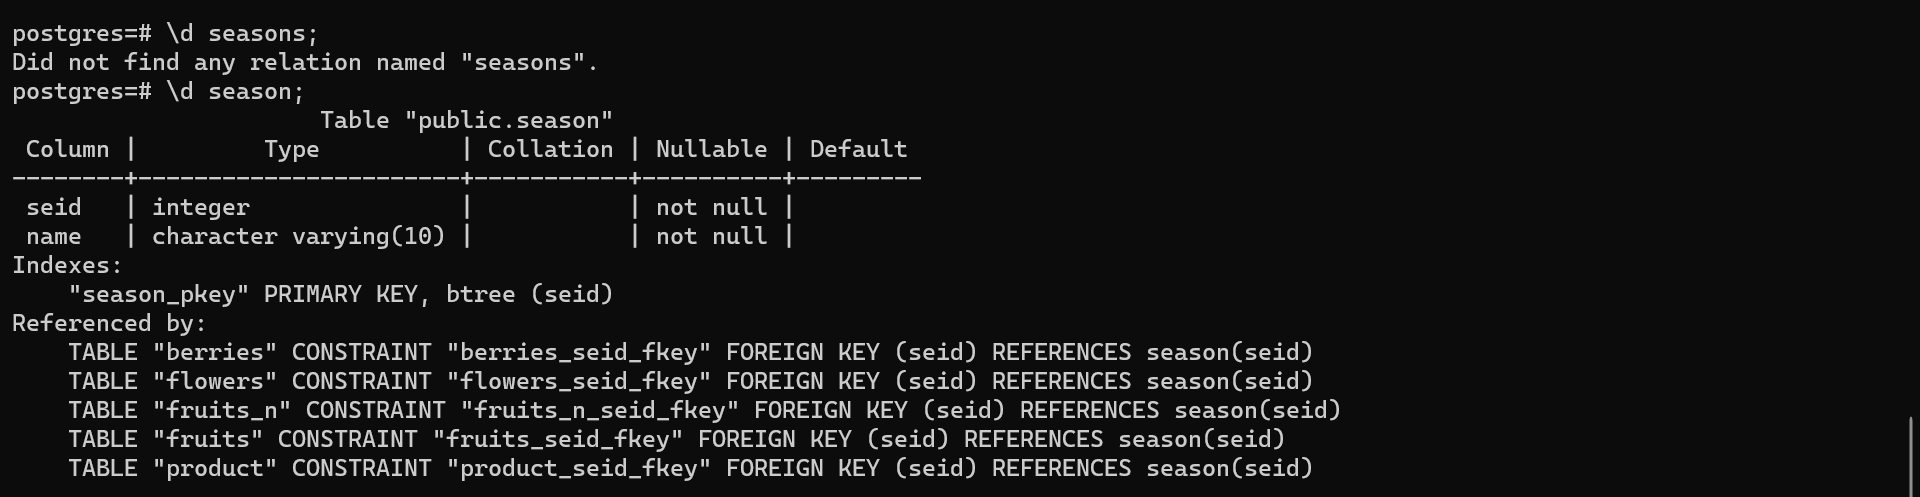 postgres=# \d seasons;
Did not find any relation named "seasons".
postgres=# \d season;
                      Table "public.season"
 Column |         Type          | Collation | Nullable | Default
--------+-----------------------+-----------+----------+---------
 seid   | integer               |           | not null |
 name   | character varying(10) |           | not null |
Indexes:
    "season_pkey" PRIMARY KEY, btree (seid)
Referenced by:
    TABLE "berries" CONSTRAINT "berries_seid_fkey" FOREIGN KEY (seid) REFERENCES season(seid)
    TABLE "flowers" CONSTRAINT "flowers_seid_fkey" FOREIGN KEY (seid) REFERENCES season(seid)
    TABLE "fruits_n" CONSTRAINT "fruits_n_seid_fkey" FOREIGN KEY (seid) REFERENCES season(seid)
    TABLE "fruits" CONSTRAINT "fruits_seid_fkey" FOREIGN KEY (seid) REFERENCES season(seid)
    TABLE "product" CONSTRAINT "product_seid_fkey" FOREIGN KEY (seid) REFERENCES season(seid)